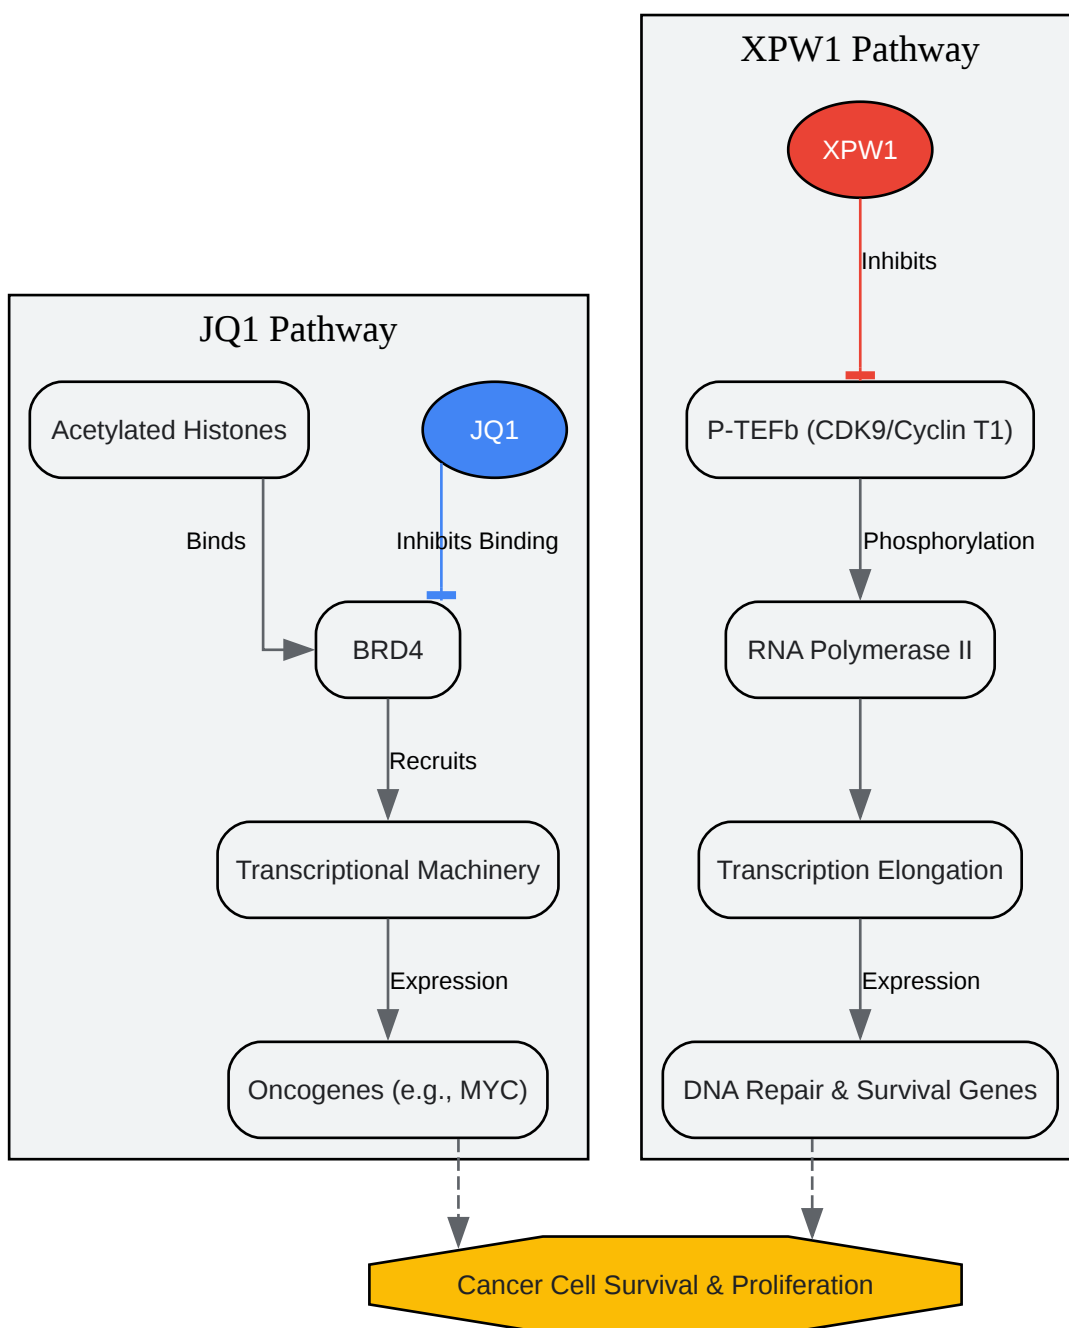 XPW1 Pathway
XPW1
Inhibits
P-TEFb (CDK9/Cyclin T1)
Phosphorylation
RNA Polymerase II
Transcription Elongation
Expression
DNA Repair & Survival Genes
JQ1 Pathway
Acetylated Histones
JQ1
Binds
Inhibits Binding
BRD4
Recruits
Transcriptional Machinery
Expression
Oncogenes (e.g., MYC)
Cancer Cell Survival & Proliferation